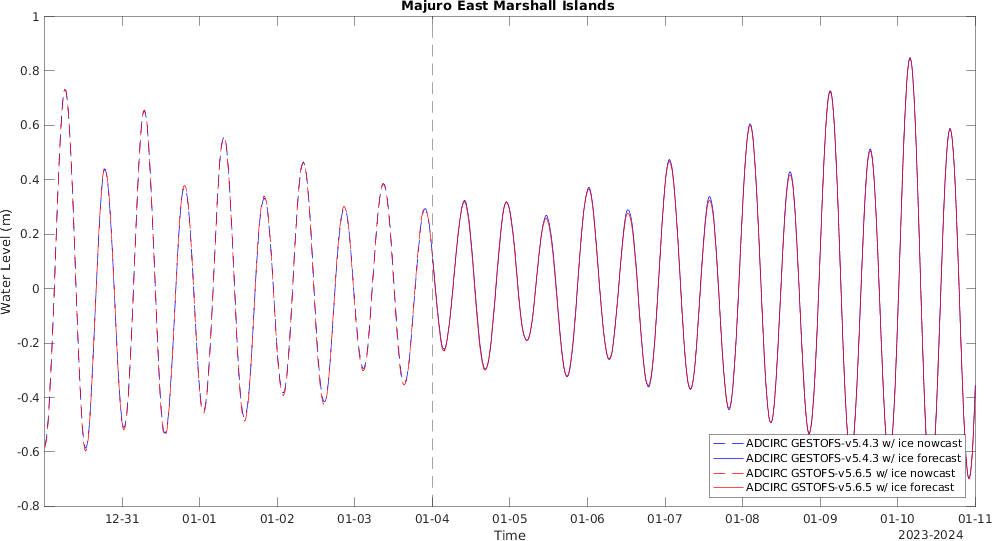 Majuro East Marshall Islands
1
0.8
0.6
0.4
0.2
0
-0.2
-0.4
-0.6
-0.8
Water Level (m)
ADCIRC GESTOFS-v5.4.3 w/ ice nowcast
ADCIRC GESTOFS-v5.4.3 w/ ice forecast
ADCIRC GSTOFS-v5.6.5 w/ ice nowcast
ADCIRC GSTOFS-v5.6.5 w/ ice forecast
12-31 01-01 01-02 01-03 01-04 01-05 01-06 01-07 01-08 01-09 01-10 01-11
Time
2023-2024